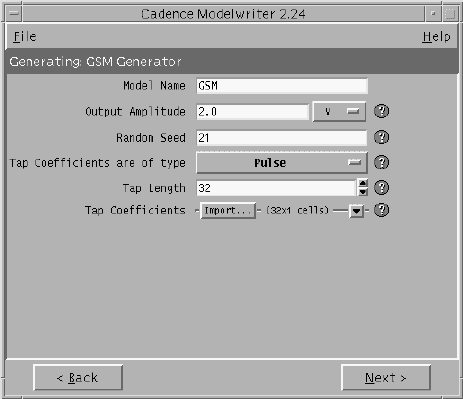 Cadence Modelwriter 2.24
File Help
Generating: GSM Generator
Model Name GSM
Output Amplitude 2.0 V ?
Random Seed 21 ?
Tap Coefficients are of type Pulse ?
Tap Length 32 ?
Tap Coefficients Import... (32x1 cells) ?
< Back Next >